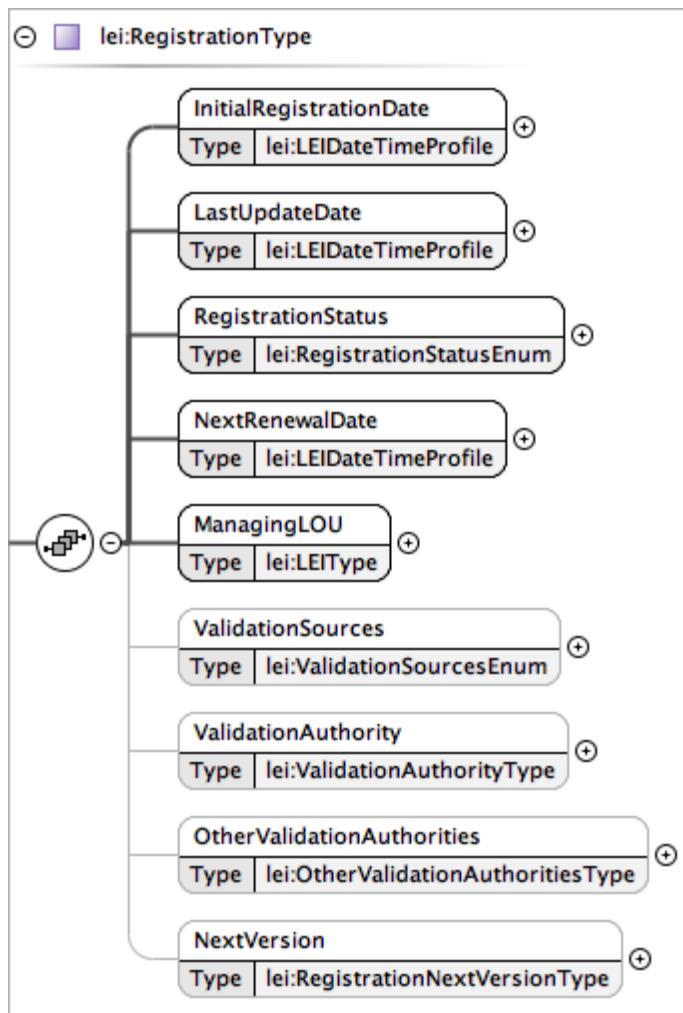 lei:RegistrationType
InitialRegistrationDate
Type lei:LEIDateTimeProfile
LastUpdateDate
Type lei:LEIDateTimeProfile
RegistrationStatus
Type lei:RegistrationStatusEnum
NextRenewalDate
Type lei:LEIDateTimeProfile
ManagingLOU
Type lei:LEIType
ValidationSources
Type lei:ValidationSourcesEnum
ValidationAuthority
Type lei:ValidationAuthorityType
OtherValidationAuthorities
Type lei:OtherValidationAuthoritiesType
NextVersion
Type lei:RegistrationNextVersionType